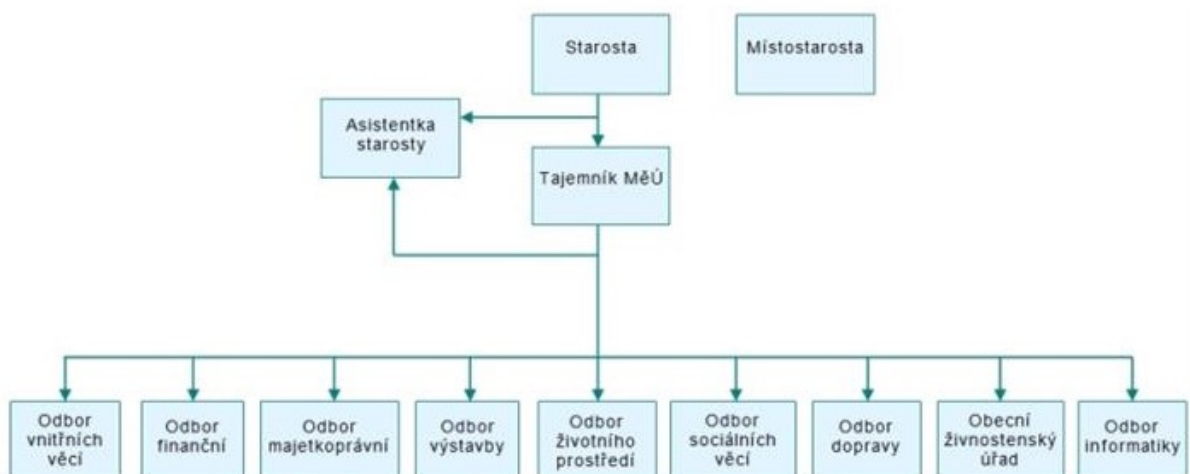 Starosta
Místostarosta
Asistentka
starosty
Tajemník MěÚ
Odbor
vnitřních
věcí
Odbor
finanční
Odbor
majetkoprávní
Odbor
výstavby
Odbor
životního
prostředí
Odbor
sociálních
věcí
Odbor
dopravy
Obecní
živnostenský
úřad
Odbor
informatiky